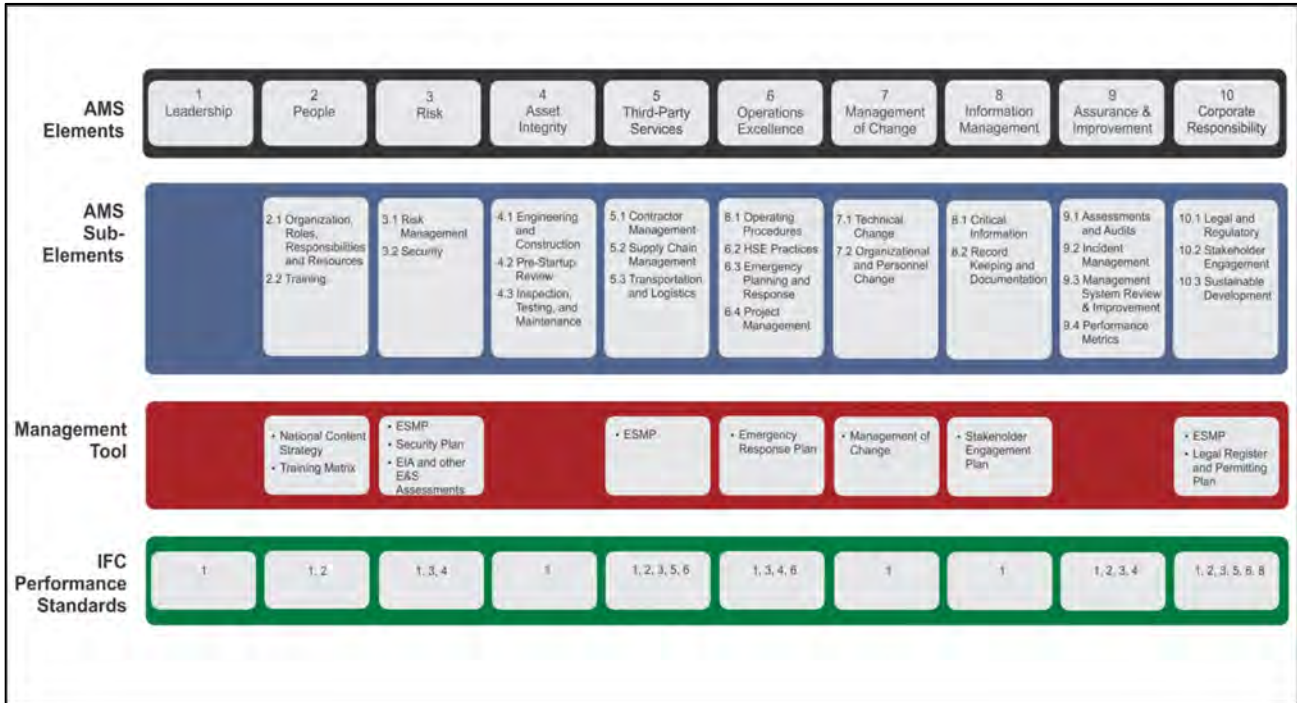 AMS
Elements
1
Leadership
2
People
3
Risk
4
Asset
Integrity
5
Third-Party
Services
6
Operations
Excellence
7
Management
of Change
8
Information
Management
9
Assurance &
Improvement
10
Corporate
Responsibility
AMS
Sub-
Elements
2.1 Organization,
Roles,
Responsibilities
and Resources
2.2 Training
3.1 Risk
Management
3.2 Security
4.1 Engineering
and
Construction
4.2 Pre-Startup
Review
4.3 Inspection,
Testing, and
Maintenance
5.1 Contractor
Management
5.2 Supply Chain
Management
5.3 Transportation
and Logistics
6.1 Operating
Procedures
6.2 HSE Practices
6.3 Emergency
Planning and
Response
6.4 Project
Management
7.1 Technical
Change
7.2 Organizational
and Personnel
Change
8.1 Critical
Information
8.2 Record
Keeping and
Documentation
9.1 Assessments
and Audits
9.2 Incident
Management
9.3 Management
System Review
& Improvement
9.4 Performance
Metrics
10.1 Legal and
Regulatory
10.2 Stakeholder
Engagement
10.3 Sustainable
Development
Management
Tool
• National Content
Strategy
• Training Matrix
• ESMP
• Security Plan
• EIA and other
E&S
Assessments
• ESMP
• Emergency
Response Plan
• Management of
Change
• Stakeholder
Engagement
Plan
• ESMP
• Legal Register
and Permitting
Plan
IFC
Performance
Standards
1
1, 2
1, 3, 4
1
1, 2, 3, 5, 6
1, 3, 4, 6
1
1
1, 2, 3, 4
1, 2, 3, 5, 6, 8